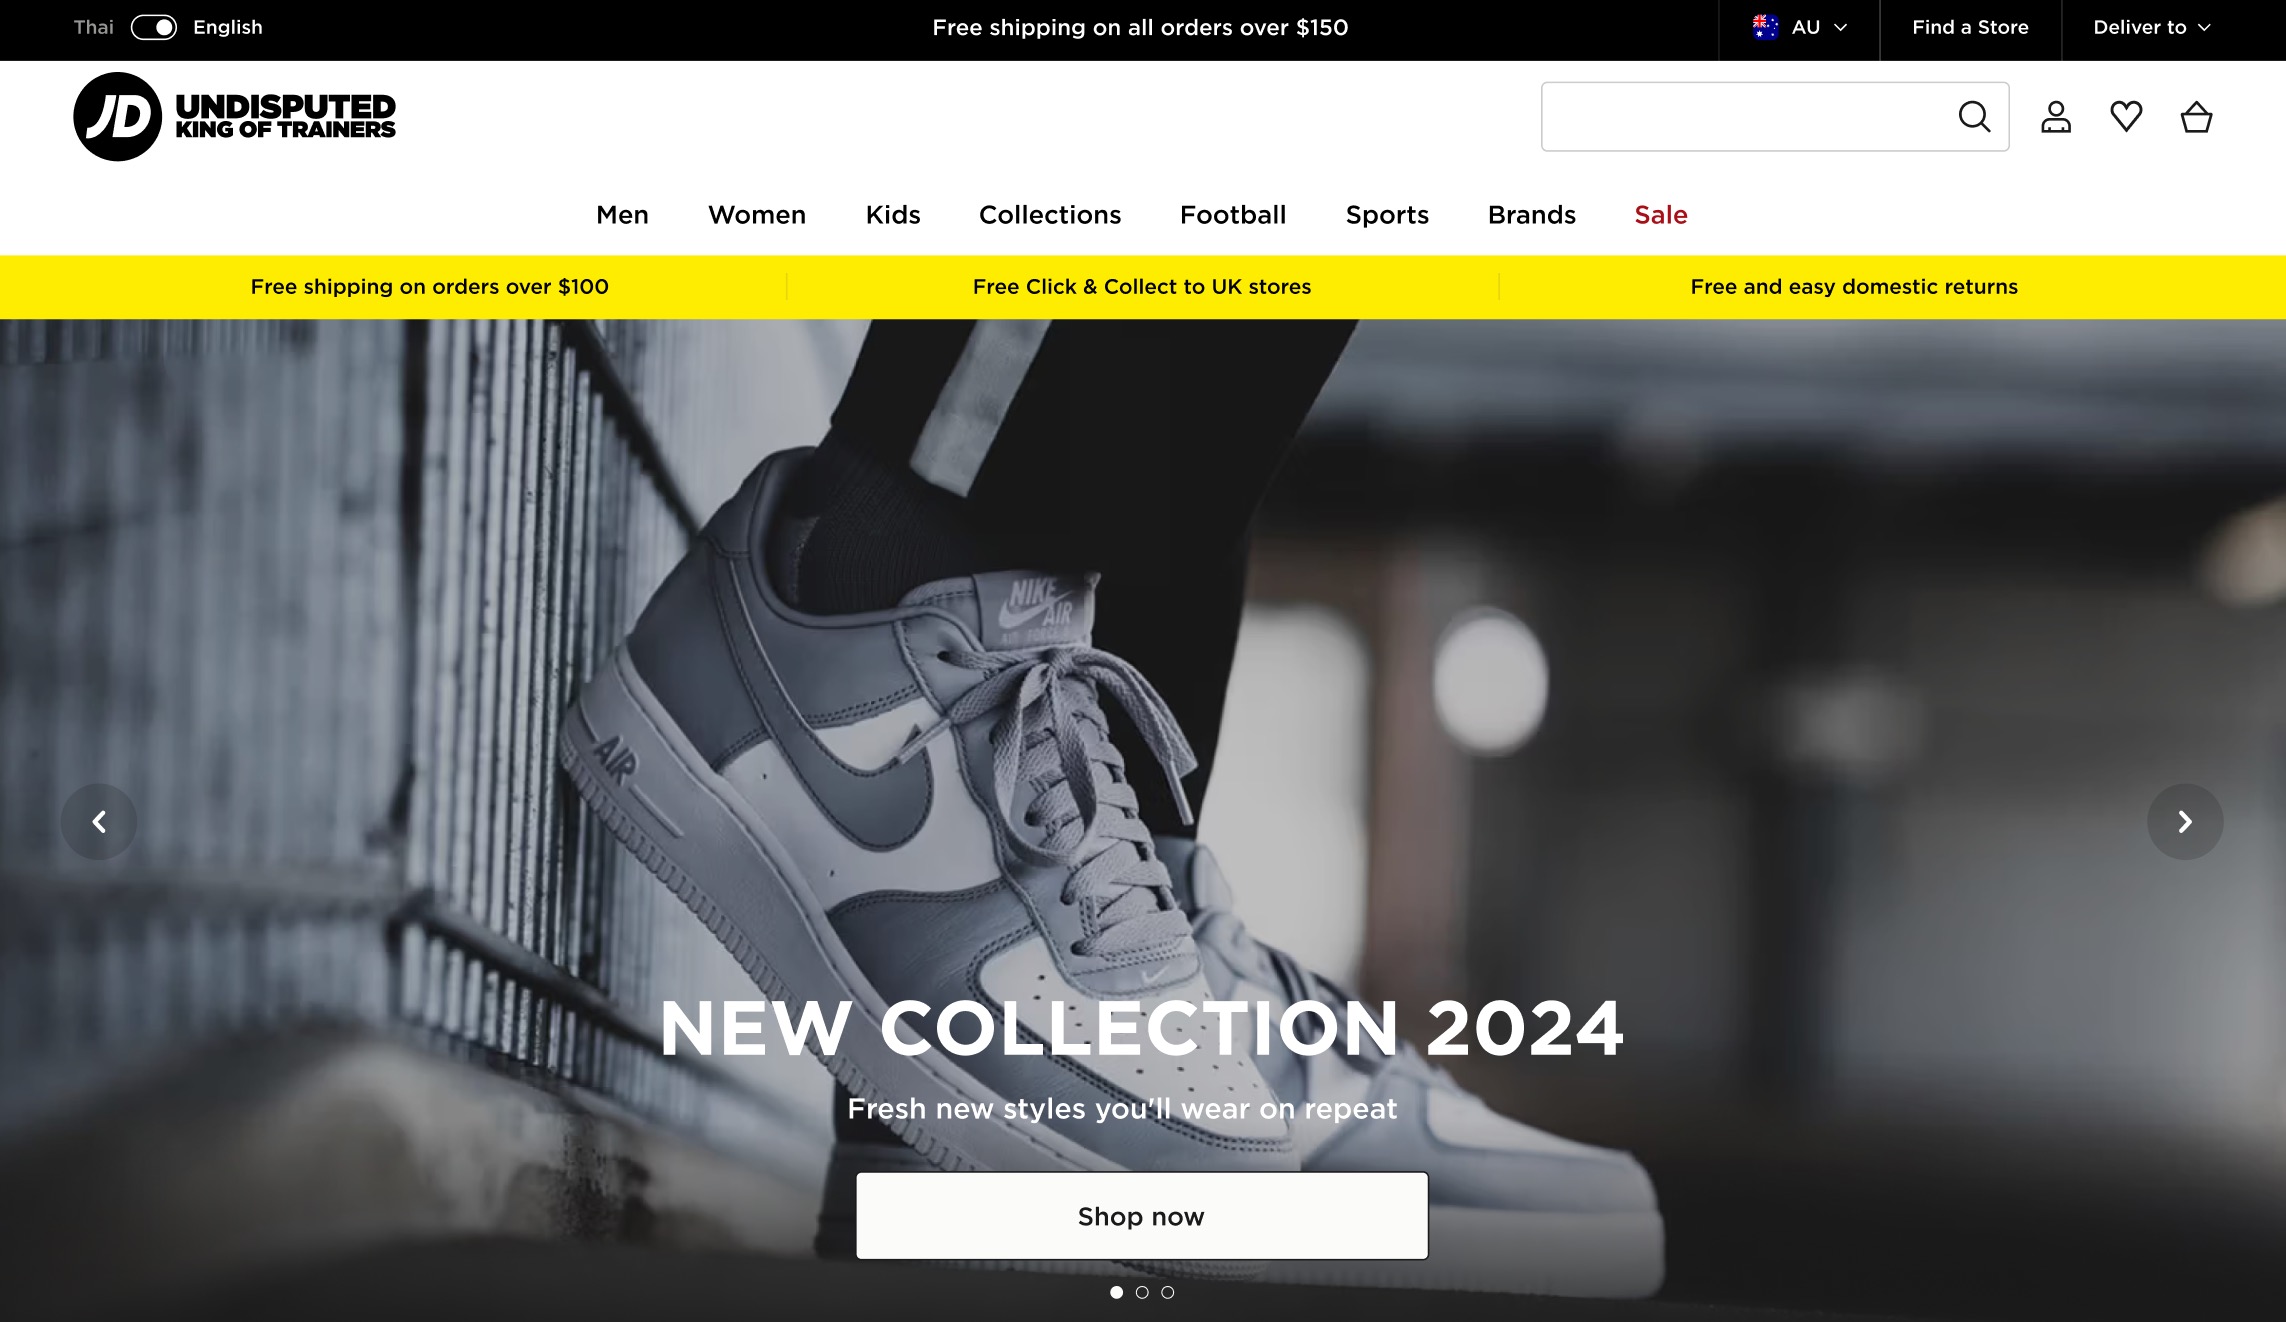 Thai English
Free shipping on all orders over $150
AU
Find a Store
Deliver to
JD
UNDISPUTED
KING OF TRAINERS
Men Women Kids Collections Football Sports Brands Sale
Free shipping on orders over $100
Free Click & Collect to UK stores
Free and easy domestic returns
NIKE
AIR
AIR FORCE 1
AIR
NEW COLLECTION 2024
Fresh new styles you'll wear on repeat
Shop now